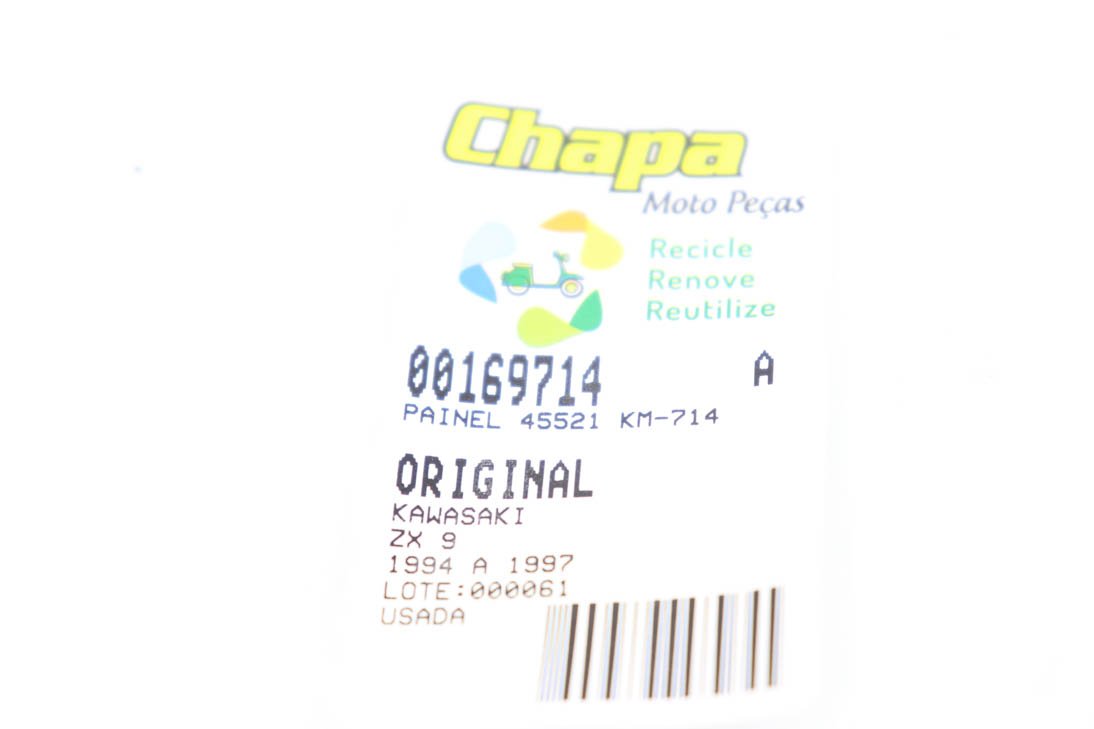 Chapa
Moto Peças
Recicle
Renove
Reutilize
00169714 A
PAINEL 45521 KM-714
ORIGINAL
KAWASAKI
ZX 9
1994 A 1997
LOTE:000061
USADA